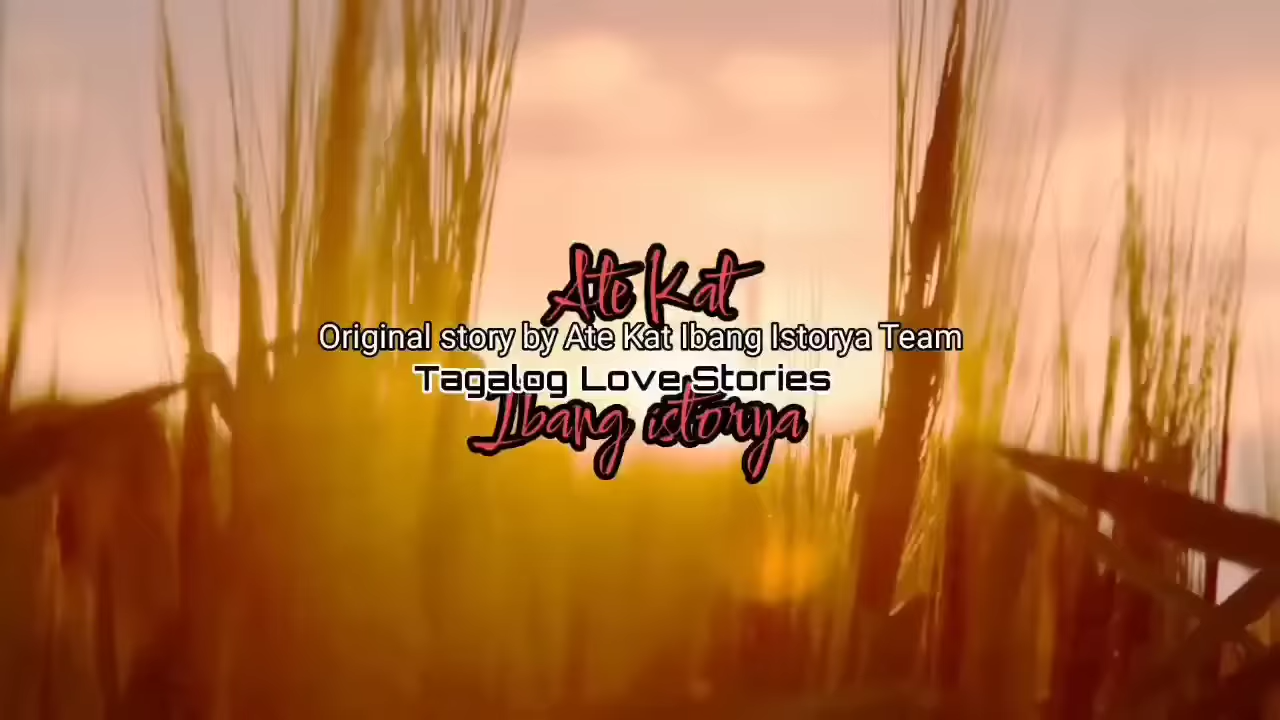 Ate Kat
Original story by Ate Kat Ibang Istorya Team
Tagalog Love Stories
Ibang istorya